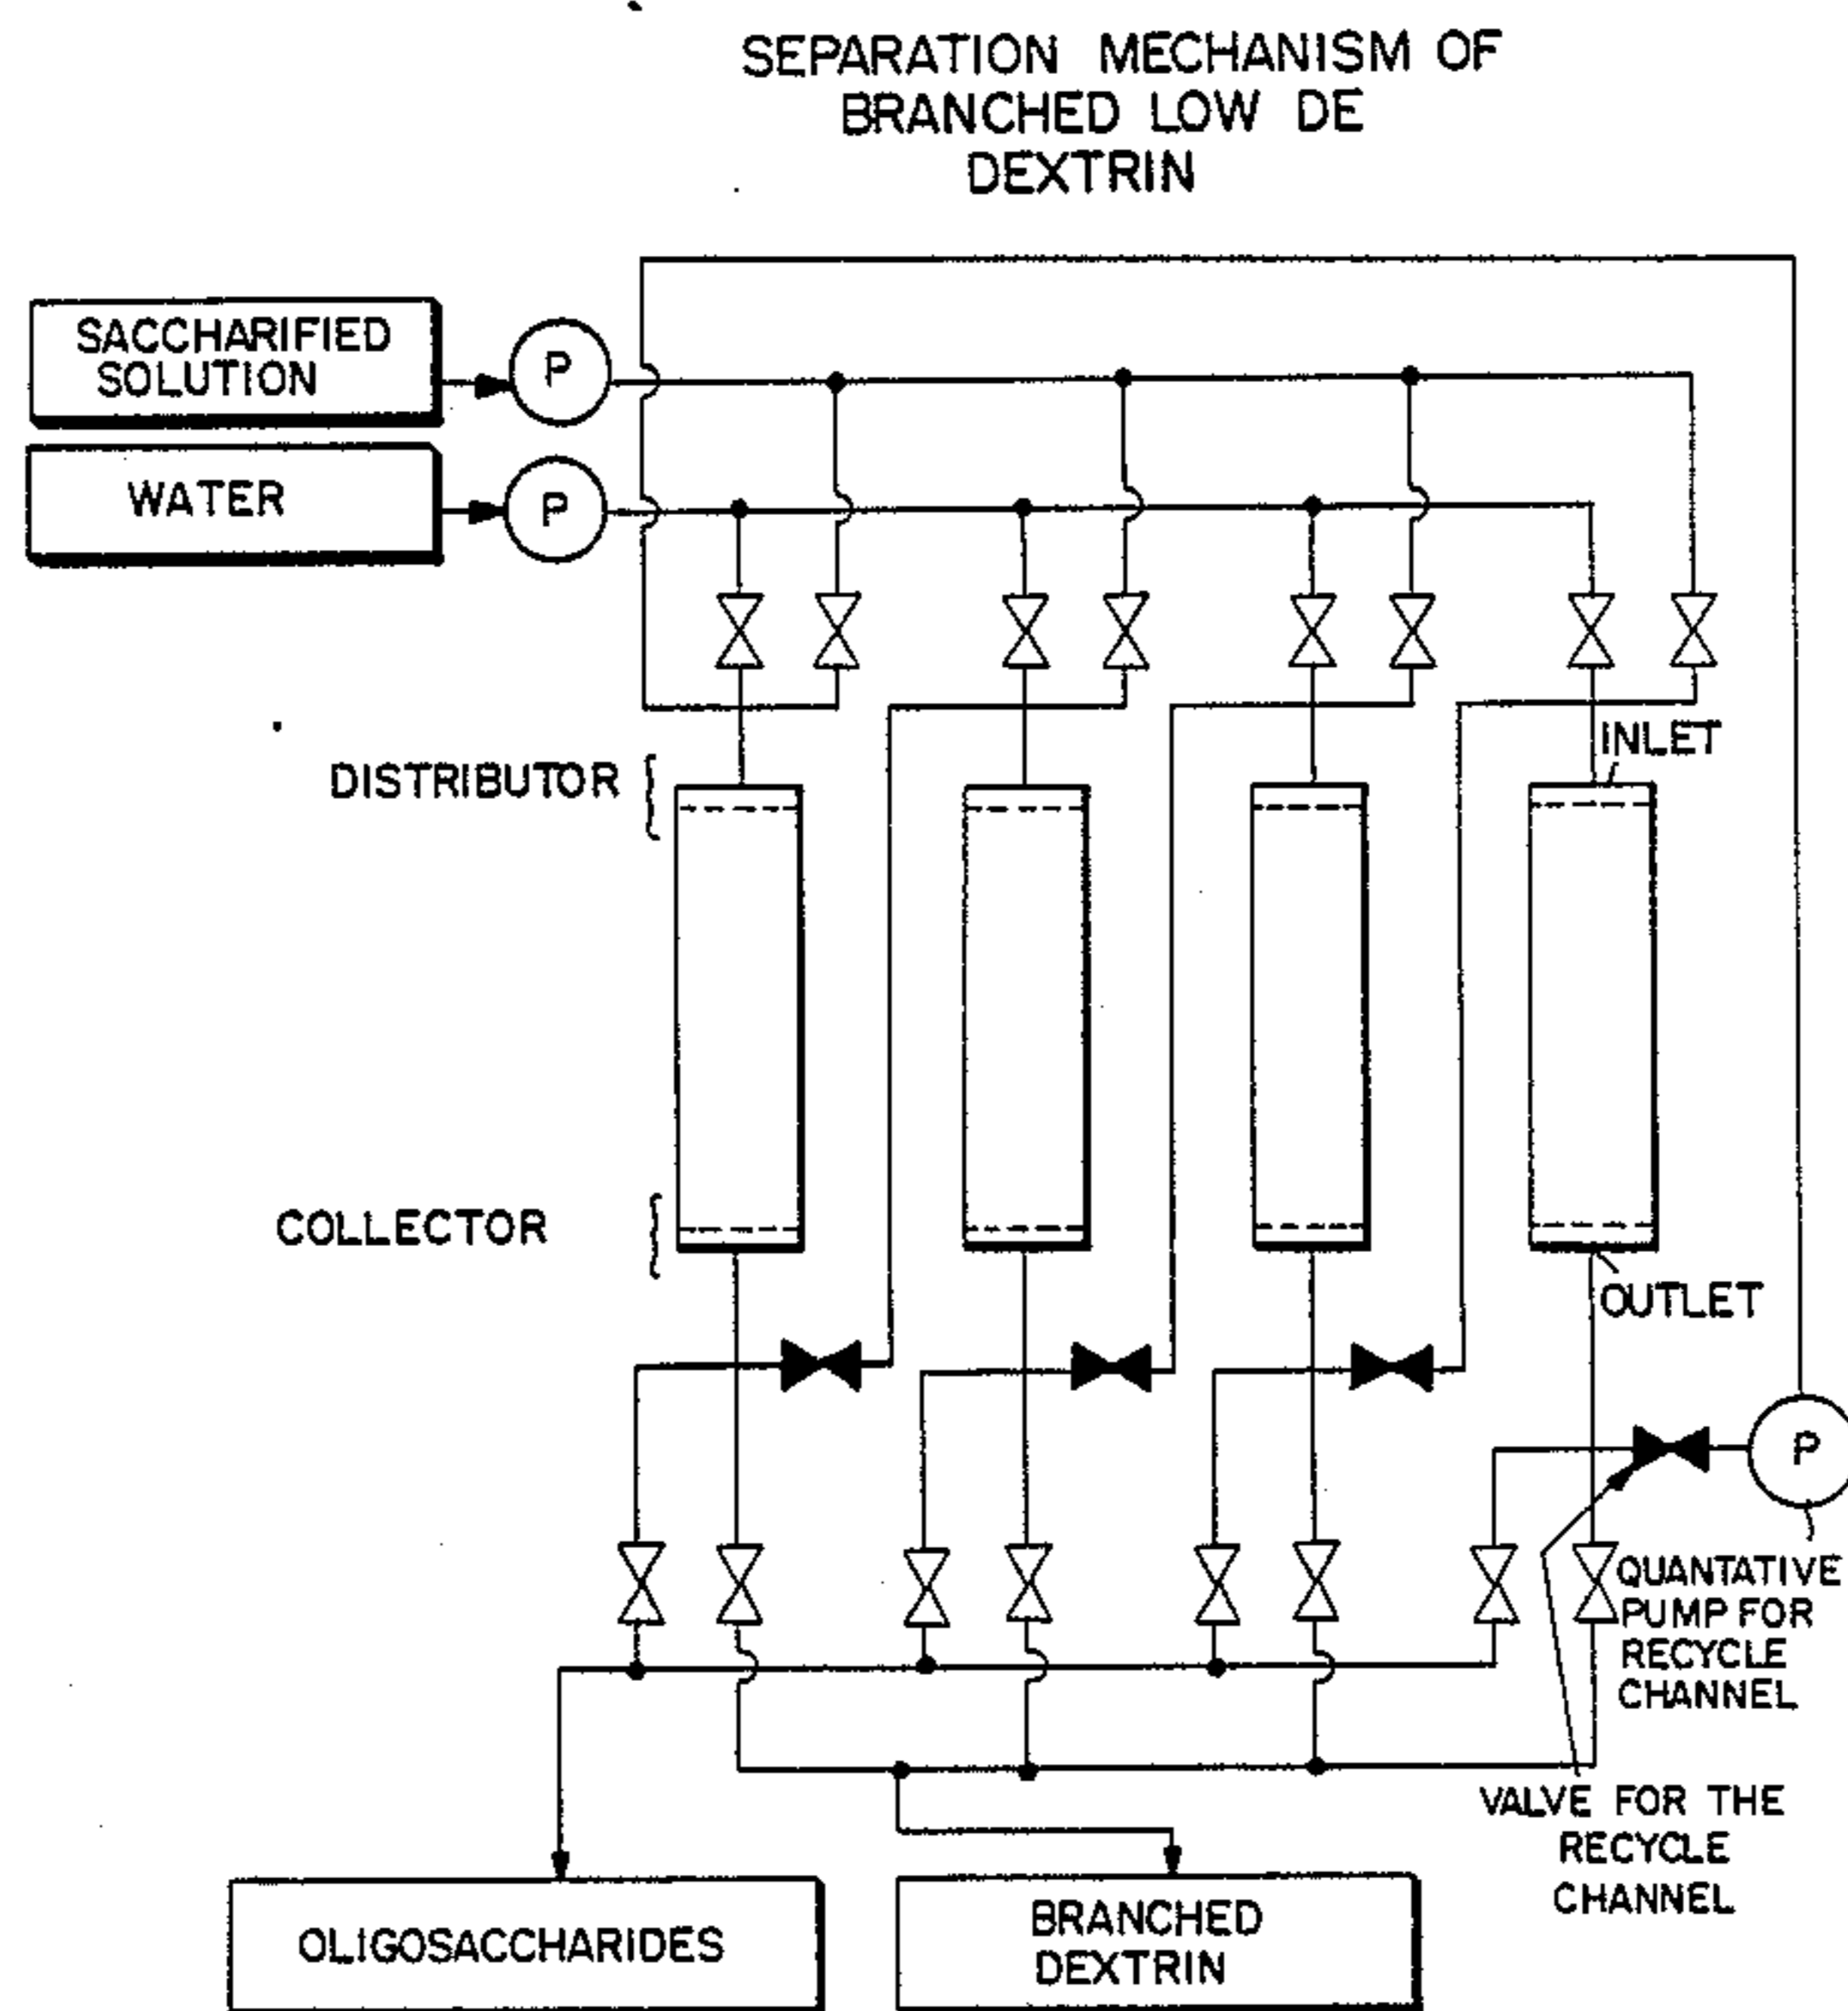 SEPARATION MECHANISM OF
BRANCHED LOW DE
DEXTRIN
SACCHARIFIED
SOLUTION
P
WATER
P
INLET
DISTRIBUTOR
COLLECTOR
OUTLET
P
QUANTATIVE
PUMP FOR
RECYCLE
CHANNEL
VALVE FOR THE
RECYCLE
CHANNEL
OLIGOSACCHARIDES
BRANCHED
DEXTRIN